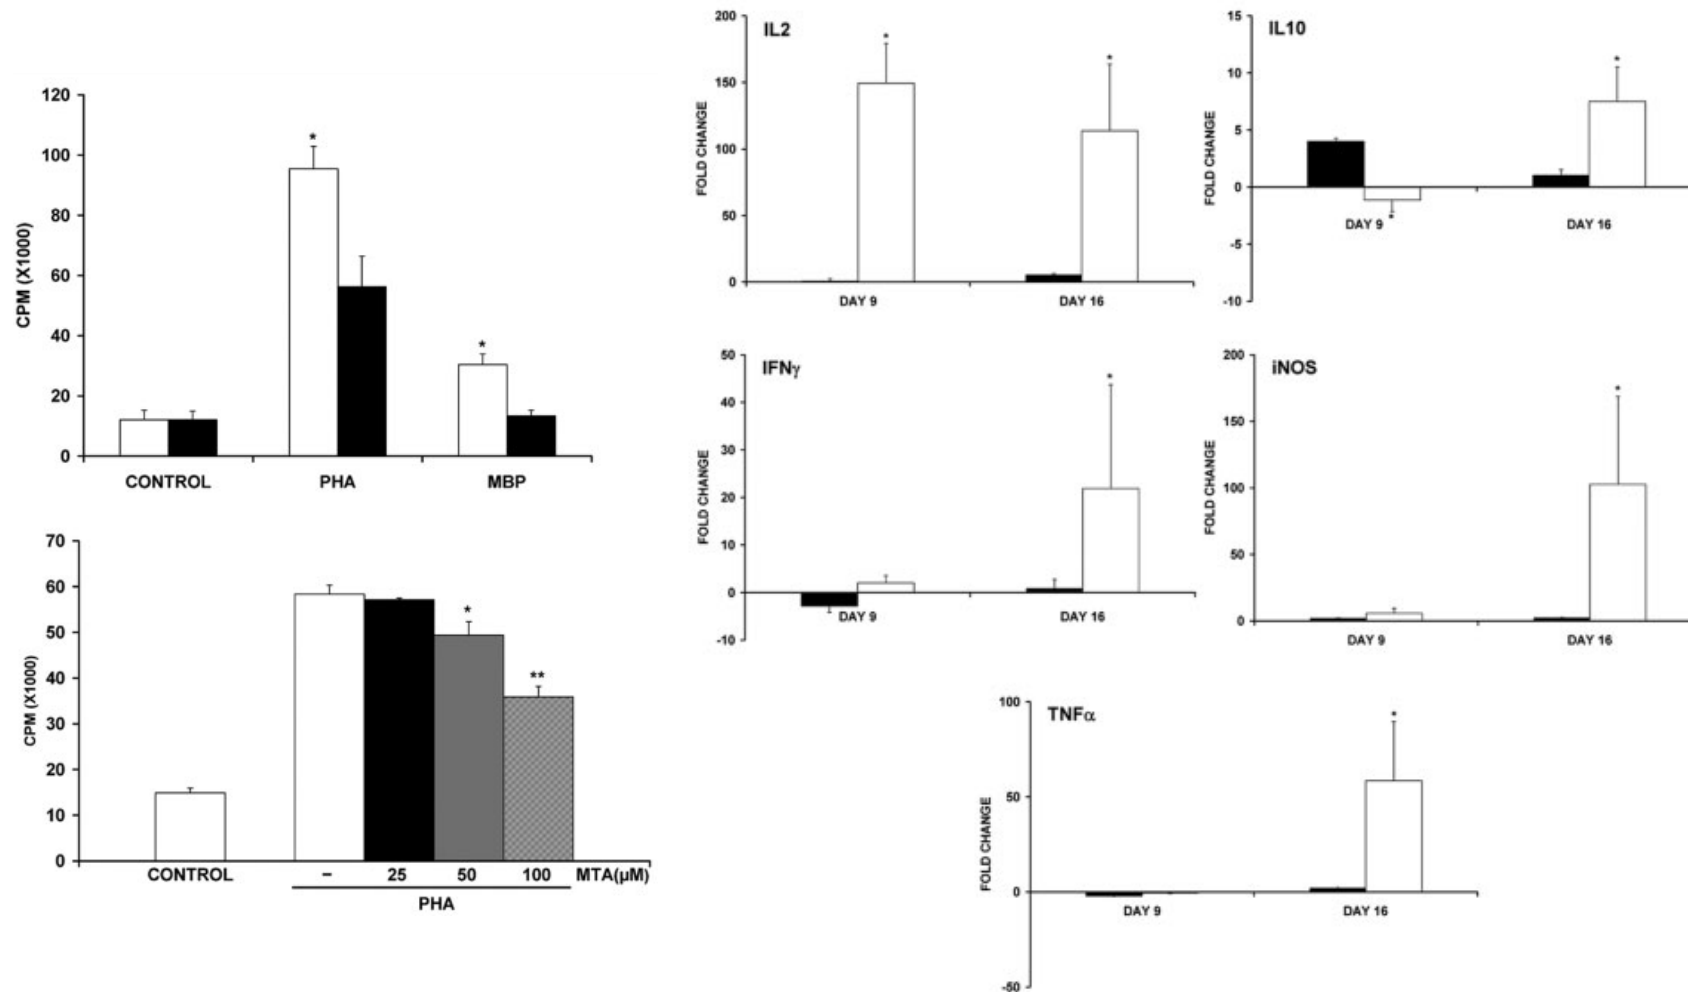 120
100
80
60
40
20
0
CPM (X1000)
*
*
CONTROL PHA MBP
70
60
50
40
30
20
10
0
CPM (X1000)
*
**
CONTROL – 25 50 100 MTA(µM)
PHA
IL2
200
150
100
50
0
FOLD CHANGE
*
*
DAY 9 DAY 16
IL10
15
10
5
0
-5
-10
FOLD CHANGE
*
*
DAY 9 DAY 16
IFNγ
50
40
30
20
10
0
-10
FOLD CHANGE
*
DAY 9 DAY 16
iNOS
200
150
100
50
0
FOLD CHANGE
*
DAY 9 DAY 16
TNFα
100
50
0
-50
FOLD CHANGE
*
DAY 9 DAY 16